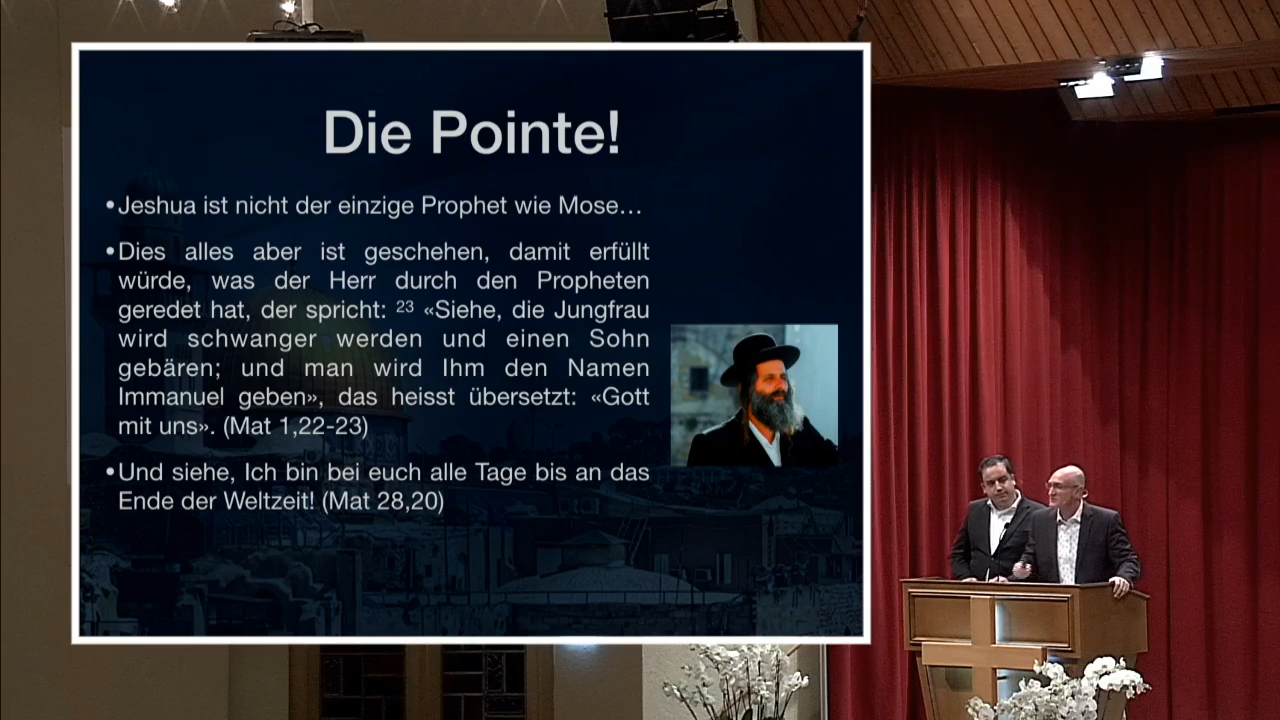 Die Pointe!
•Jeshua ist nicht der einzige Prophet wie Mose…
•Dies alles aber ist geschehen, damit erfüllt
würde, was der Herr durch den Propheten
geredet hat, der spricht: ²³ «Siehe, die Jungfrau
wird schwanger werden und einen Sohn
gebären; und man wird Ihm den Namen
Immanuel geben», das heisst übersetzt: «Gott
mit uns». (Mat 1,22-23)
•Und siehe, Ich bin bei euch alle Tage bis an das
Ende der Weltzeit! (Mat 28,20)